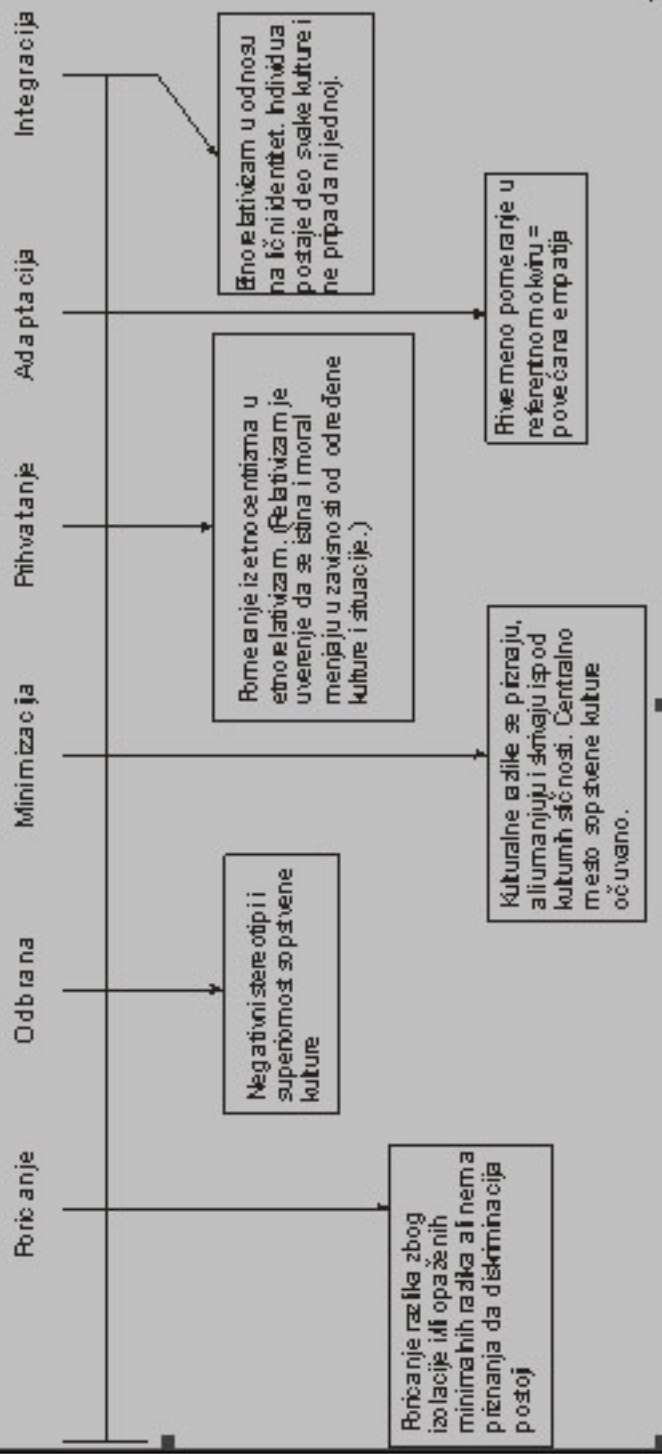 Poricanje
Odbrana
Minimizacija
Prihvatanje
Adaptacija
Integracija
Poricanje razlika zbog
izolacije i/ili opaženih
minimalnih razlika ali nema
priznanja da diskriminacija
postoji
Negativni stereotipi i
superiornost sopstvene
kulture
Kulturalne razlike se priznaju,
ali umanjuju i skrivaju ispod
kulturnih sličnosti. Centralno
mesto sopstvene kulture
očuvano.
Pomeranje iz etnocentrizma u
etnorelativizam. (Relativizam je
uverenje da se istina i moral
menjaju u zavisnosti od određene
kulture i situacije.)
Privremeno pomeranje u
referentnom okviru =
povećana empatija
Etnorelativizam u odnosu
na lični identitet. Individua
postaje deo svake kulture i
ne pripada ni jednoj.